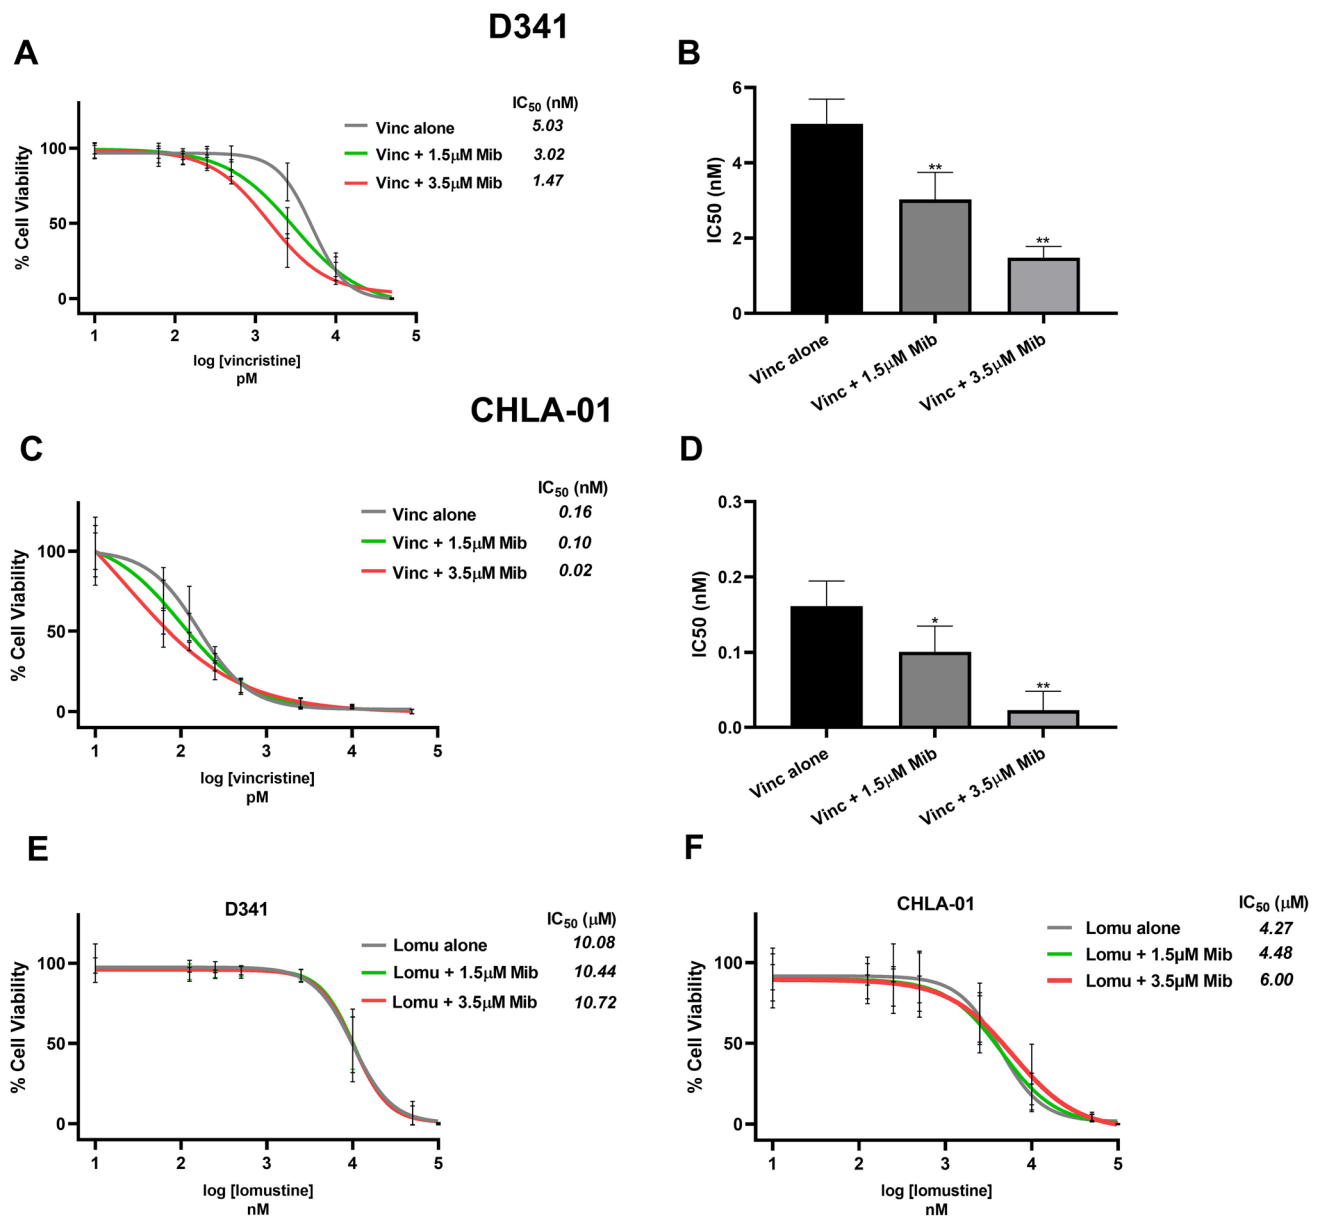 D341
A
IC50 (nM)
Vinc alone 5.03
Vinc + 1.5μM Mib 3.02
Vinc + 3.5μM Mib 1.47
% Cell Viability
100
50
0
1 2 3 4 5
log [vincristine]
pM
B
IC50 (nM)
6
4
2
0
**
**
Vinc alone
Vinc + 1.5μM Mib
Vinc + 3.5μM Mib
CHLA-01
C
IC50 (nM)
Vinc alone 0.16
Vinc + 1.5μM Mib 0.10
Vinc + 3.5μM Mib 0.02
% Cell Viability
100
50
0
1 2 3 4 5
log [vincristine]
pM
D
IC50 (nM)
0.3
0.2
0.1
0.0
*
**
Vinc alone
Vinc + 1.5μM Mib
Vinc + 3.5μM Mib
E
D341
IC50 (μM)
Lomu alone 10.08
Lomu + 1.5μM Mib 10.44
Lomu + 3.5μM Mib 10.72
% Cell Viability
100
50
0
1 2 3 4 5
log [lomustine]
nM
F
CHLA-01
IC50 (μM)
Lomu alone 4.27
Lomu + 1.5μM Mib 4.48
Lomu + 3.5μM Mib 6.00
% Cell Viability
100
50
0
1 2 3 4 5
log [lomustine]
nM